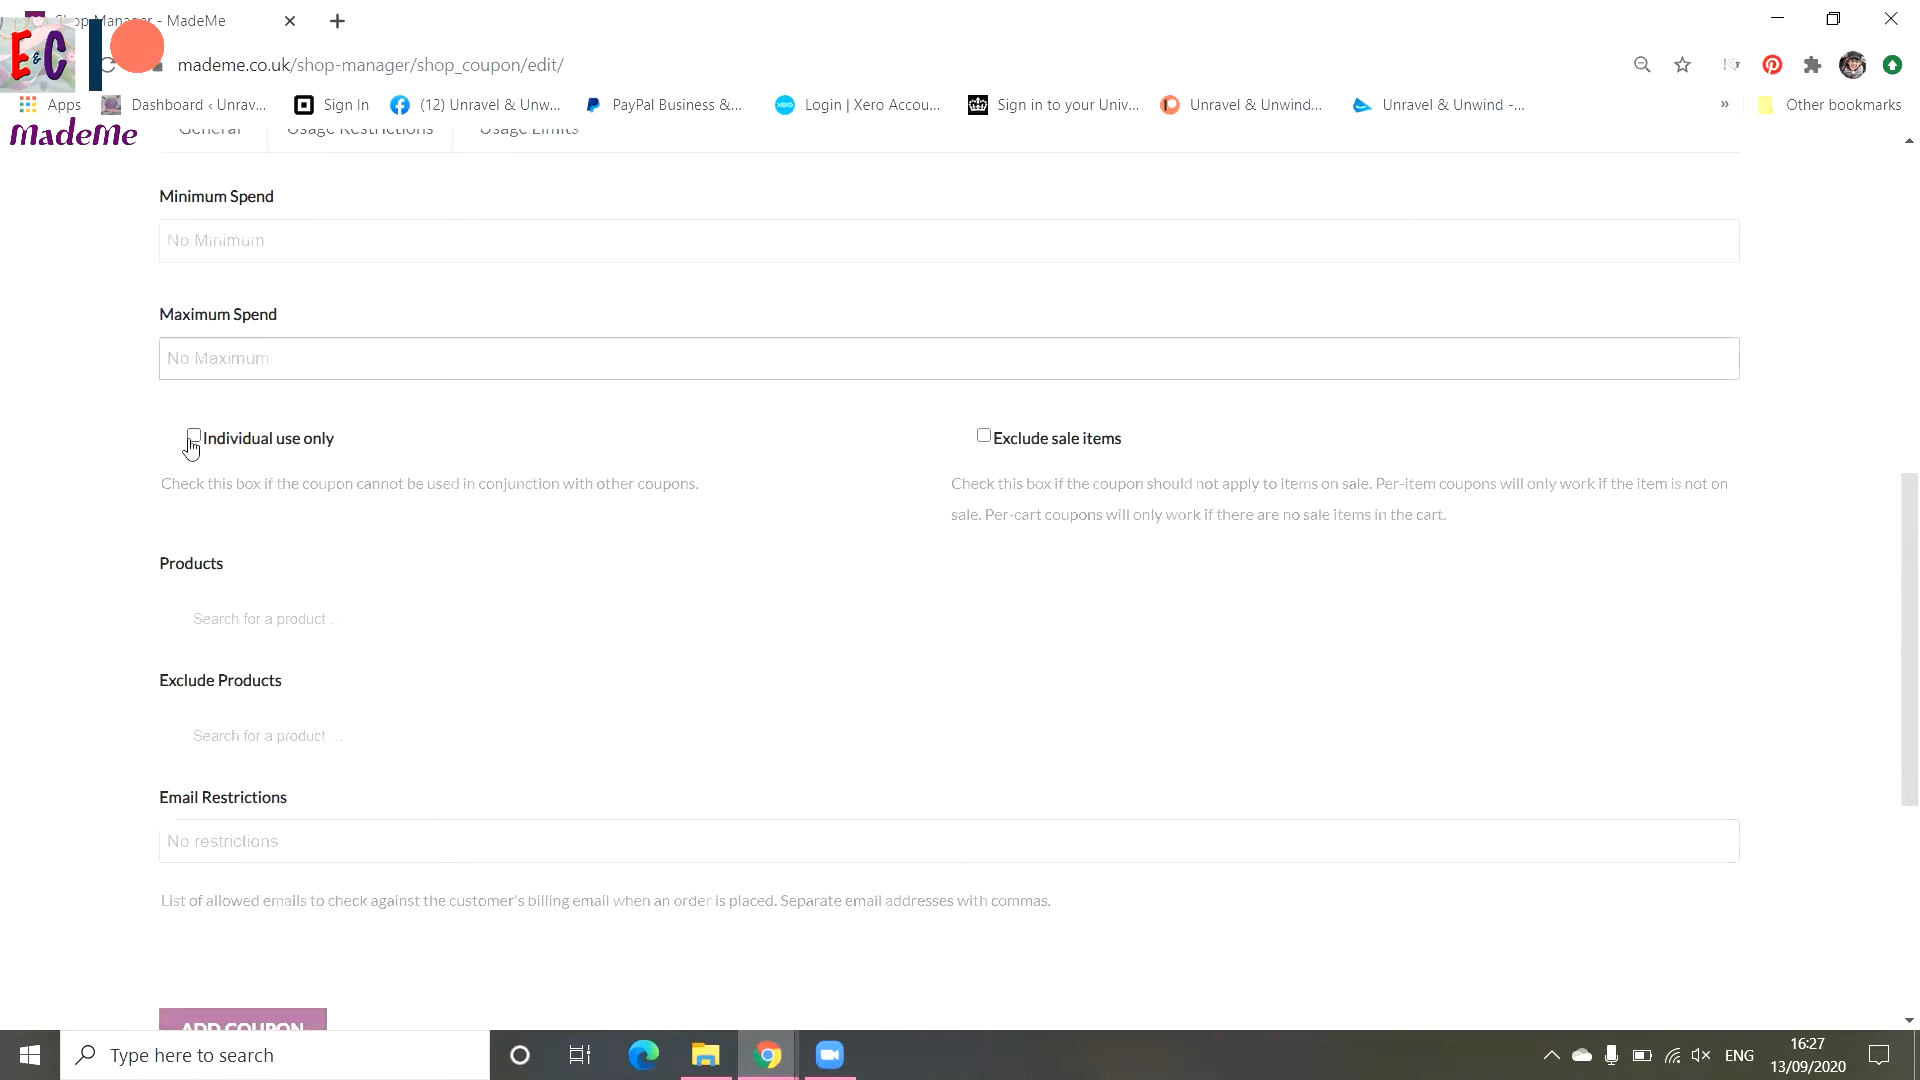 Shop Manager - MadeMe
E&C
mademe.co.uk/shop-manager/shop_coupon/edit/
Apps
Dashboard ‹ Unrav...
Sign In
(12) Unravel & Unw...
PayPal Business &...
Login | Xero Accou...
Sign in to your Univ...
Unravel & Unwind...
Unravel & Unwind -...
»
Other bookmarks
MadeMe
General
Usage Restrictions
Usage Limits
Minimum Spend
No Minimum
Maximum Spend
No Maximum
Individual use only
Check this box if the coupon cannot be used in conjunction with other coupons.
Exclude sale items
Check this box if the coupon should not apply to items on sale. Per-item coupons will only work if the item is not on
sale. Per-cart coupons will only work if there are no sale items in the cart.
Products
Search for a product ...
Exclude Products
Search for a product ...
Email Restrictions
No restrictions
List of allowed emails to check against the customer's billing email when an order is placed. Separate email addresses with commas.
ADD COUPON
Type here to search
ENG
16:27
13/09/2020